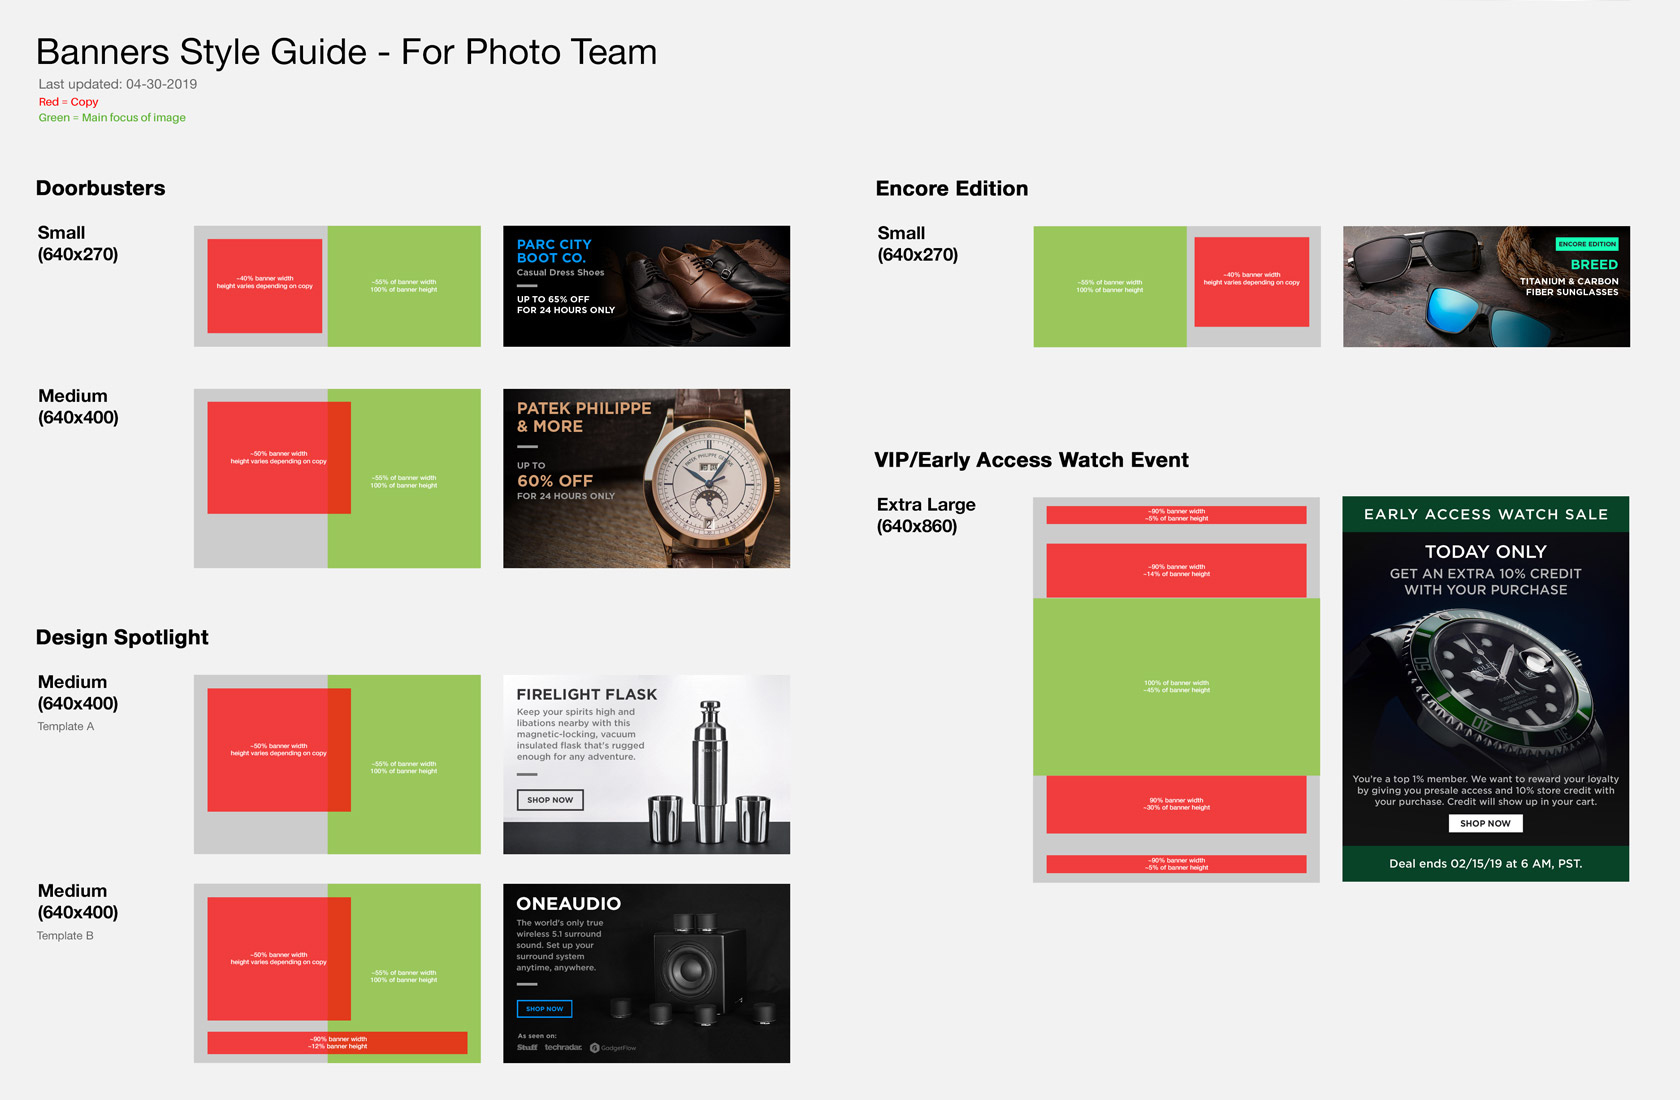 Banners Style Guide - For Photo Team
Last updated: 04-30-2019
Red = Copy
Green = Main focus of image
Doorbusters
Small
(640x270)
~40% banner width
height varies depending on copy
~55% of banner width
100% of banner height
PARC CITY
BOOT CO.
Casual Dress Shoes
UP TO 65% OFF
FOR 24 HOURS ONLY
Medium
(640x400)
~50% banner width
height varies depending on copy
~55% of banner width
100% of banner height
PATEK PHILIPPE
& MORE
UP TO
60% OFF
FOR 24 HOURS ONLY
PATEK PHILIPPE
GENEVE
Design Spotlight
Medium
(640x400)
Template A
~50% banner width
height varies depending on copy
~55% of banner width
100% of banner height
FIRELIGHT FLASK
Keep your spirits high and
libations nearby with this
magnetic-locking, vacuum
insulated flask that's rugged
enough for any adventure.
SHOP NOW
Medium
(640x400)
Template B
~50% banner width
height varies depending on copy
~55% of banner width
100% of banner height
~90% banner width
~12% banner height
ONEAUDIO
The world's only true
wireless 5.1 surround
sound. Set up your
surround system
anytime, anywhere.
SHOP NOW
As seen on:
Stuff techradar. GadgetFlow
Encore Edition
Small
(640x270)
~55% of banner width
100% of banner height
~40% banner width
height varies depending on copy
ENCORE EDITION
BREED
TITANIUM & CARBON
FIBER SUNGLASSES
VIP/Early Access Watch Event
Extra Large
(640x860)
~90% banner width
~5% of banner height
~90% banner width
~14% of banner height
100% of banner width
~45% of banner height
90% banner width
~30% of banner height
~90% banner width
~5% of banner height
EARLY ACCESS WATCH SALE
TODAY ONLY
GET AN EXTRA 10% CREDIT
WITH YOUR PURCHASE
ROLEX
You're a top 1% member. We want to reward your loyalty
by giving you presale access and 10% store credit with
your purchase. Credit will show up in your cart.
SHOP NOW
Deal ends 02/15/19 at 6 AM, PST.